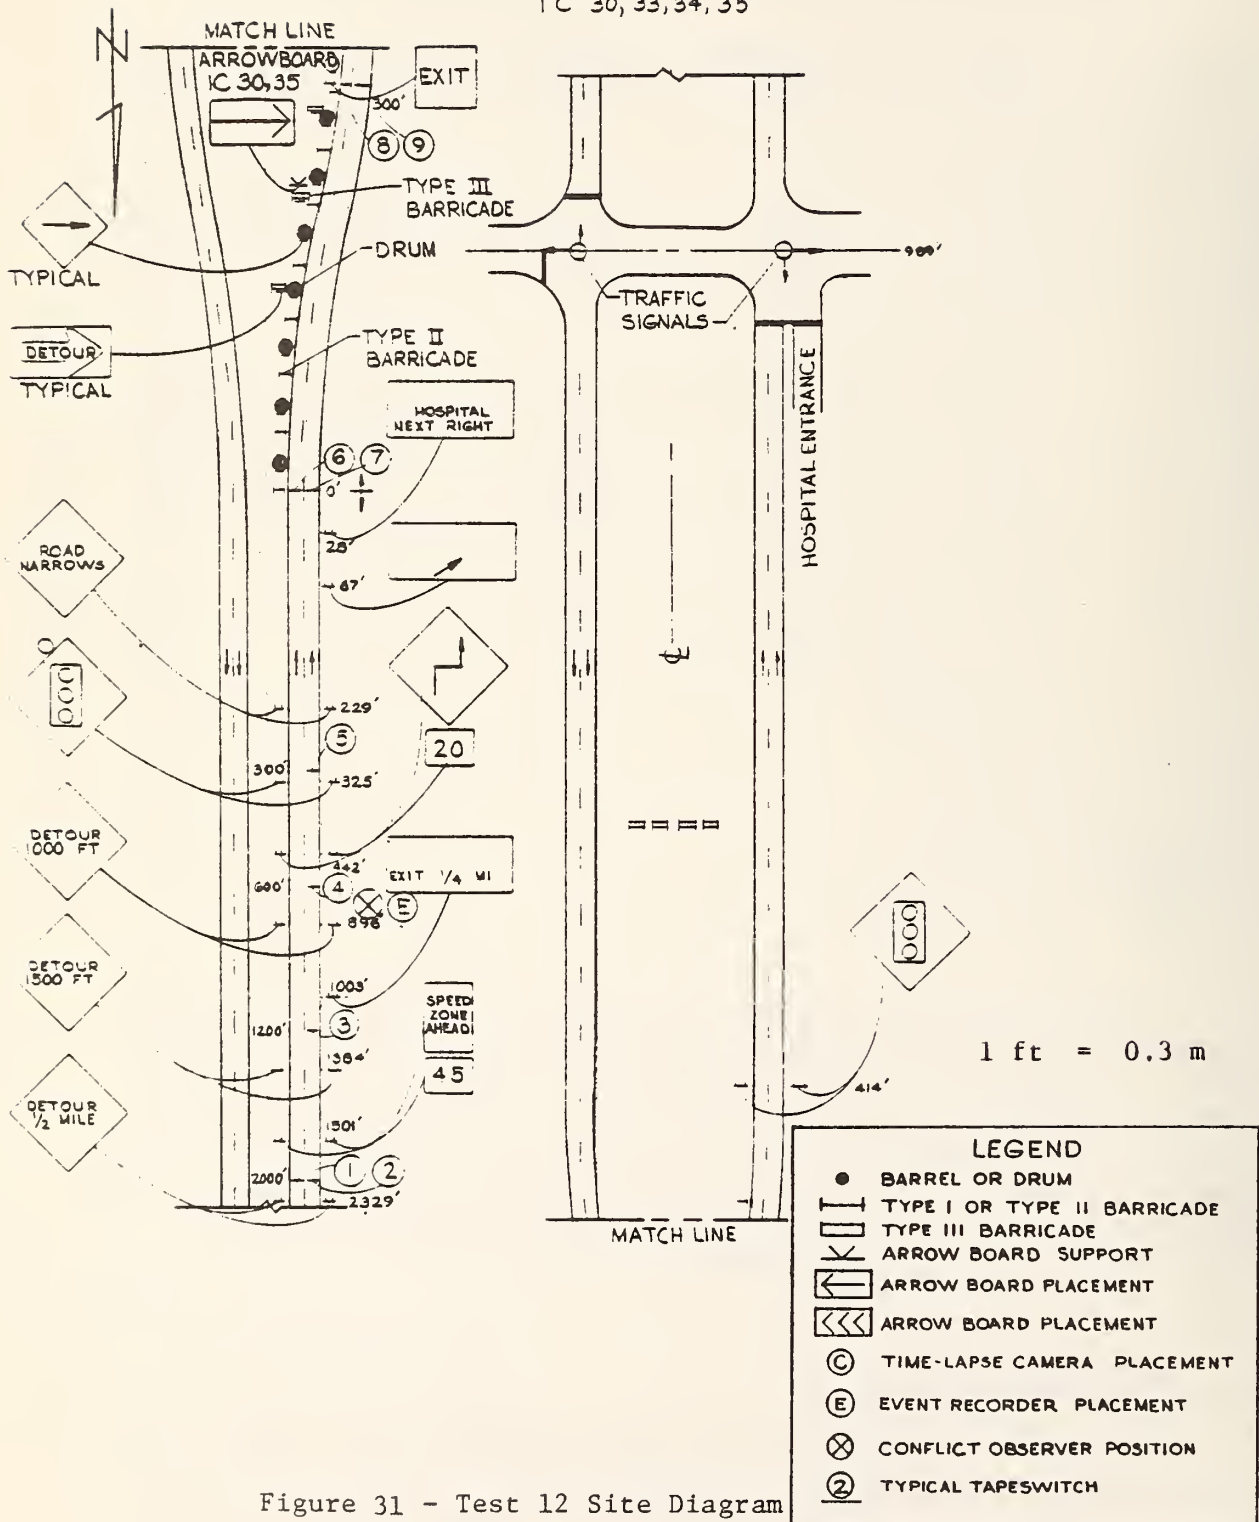 TC 30, 33, 34, 35
N
MATCH LINE
ARROWBOARD
IC 30,35
EXIT
300'
8 9
TYPE III
BARRICADE
TYPICAL
DRUM
DETOUR
TYPICAL
TYPE II
BARRICADE
HOSPITAL
NEXT RIGHT
6 7
0'
28'
67'
ROAD
NARROWS
229'
5
20
300'
325'
DETOUR
1000 FT
442'
600'
4
E
898'
EXIT 1/4 MI
DETOUR
1500 FT
1003'
SPEED
ZONE
AHEAD
1200'
3
1384'
45
DETOUR
1/2 MILE
1501'
2000'
1 2
2329'
989'
TRAFFIC
SIGNALS
HOSPITAL ENTRANCE
℄
414'
MATCH LINE
1 ft = 0.3 m
LEGEND
BARREL OR DRUM
TYPE I OR TYPE II BARRICADE
TYPE III BARRICADE
ARROW BOARD SUPPORT
ARROW BOARD PLACEMENT
ARROW BOARD PLACEMENT
C TIME-LAPSE CAMERA PLACEMENT
E EVENT RECORDER PLACEMENT
CONFLICT OBSERVER POSITION
2 TYPICAL TAPESWITCH
Figure 31 - Test 12 Site Diagram